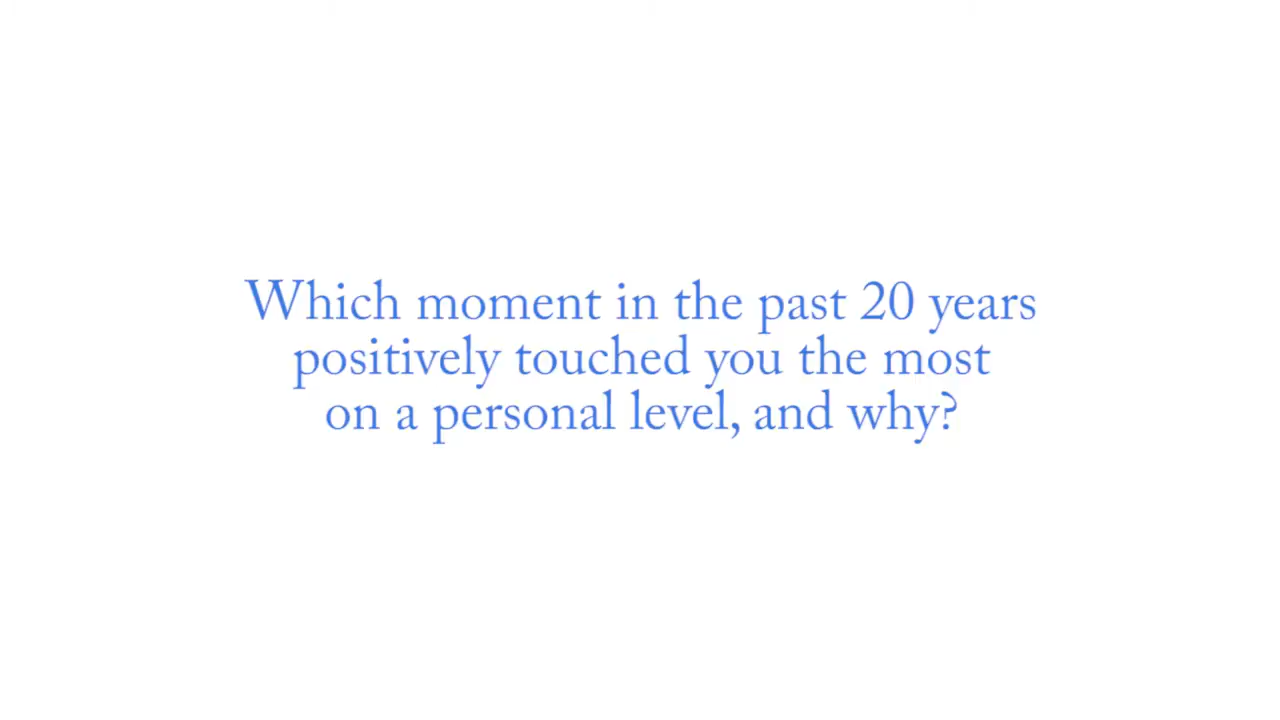 Which moment in the past 20 years
positively touched you the most
on a personal level, and why?